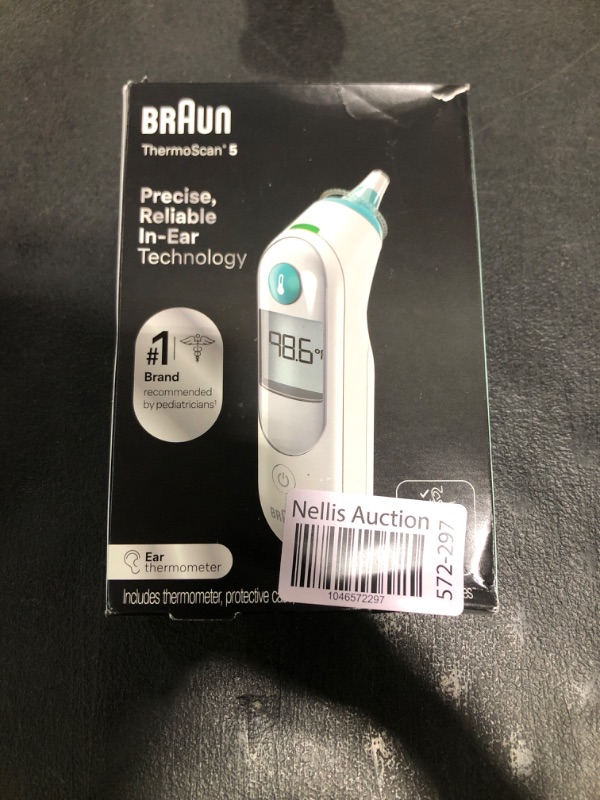 BRAUN
ThermoScan® 5
Precise,
Reliable
In-Ear
Technology
#1
Brand
recommended
by pediatricians¹
98.6°F
Ear
thermometer
Nellis Auction
572-297
1046572297
Includes thermometer, protective